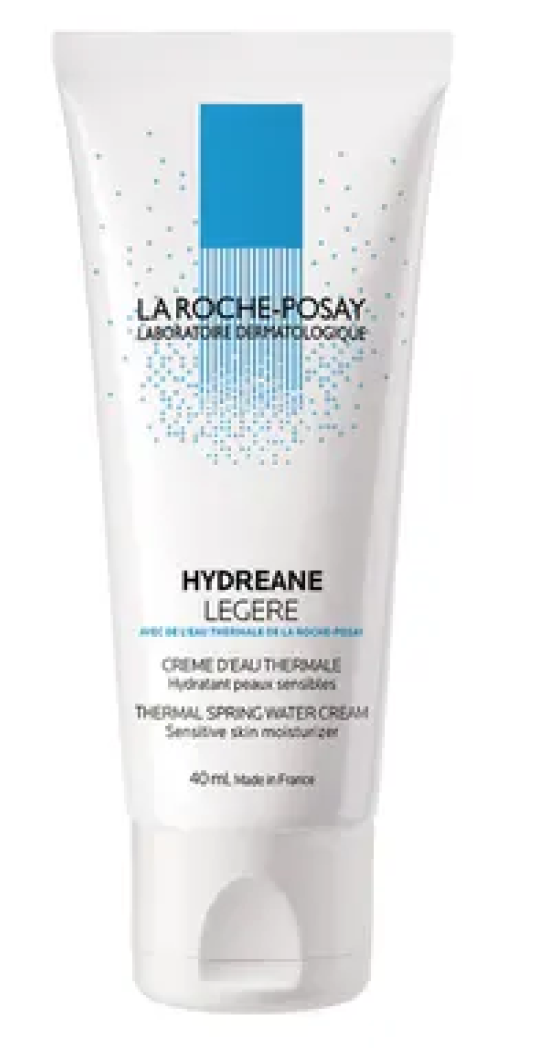 LA ROCHE-POSAY
LABORATOIRE DERMATOLOGIQUE
HYDREANE
LEGERE
AVEC DE L'EAU THERMALE DE LA ROCHE-POSAY
CREME D'EAU THERMALE
Hydratant peaux sensibles
THERMAL SPRING WATER CREAM
Sensitive skin moisturizer
40 mL Made in France